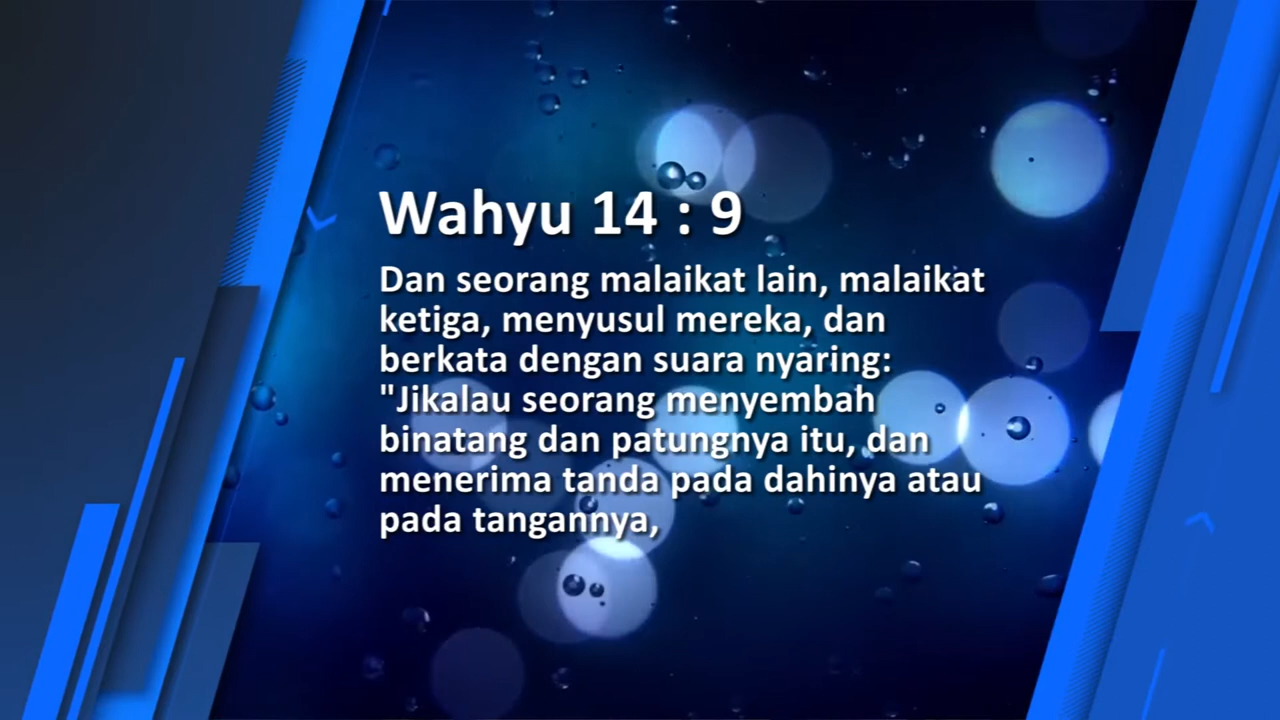 Wahyu 14 : 9
Dan seorang malaikat lain, malaikat
ketiga, menyusul mereka, dan
berkata dengan suara nyaring:
"Jikalau seorang menyembah
binatang dan patungnya itu, dan
menerima tanda pada dahinya atau
pada tangannya,